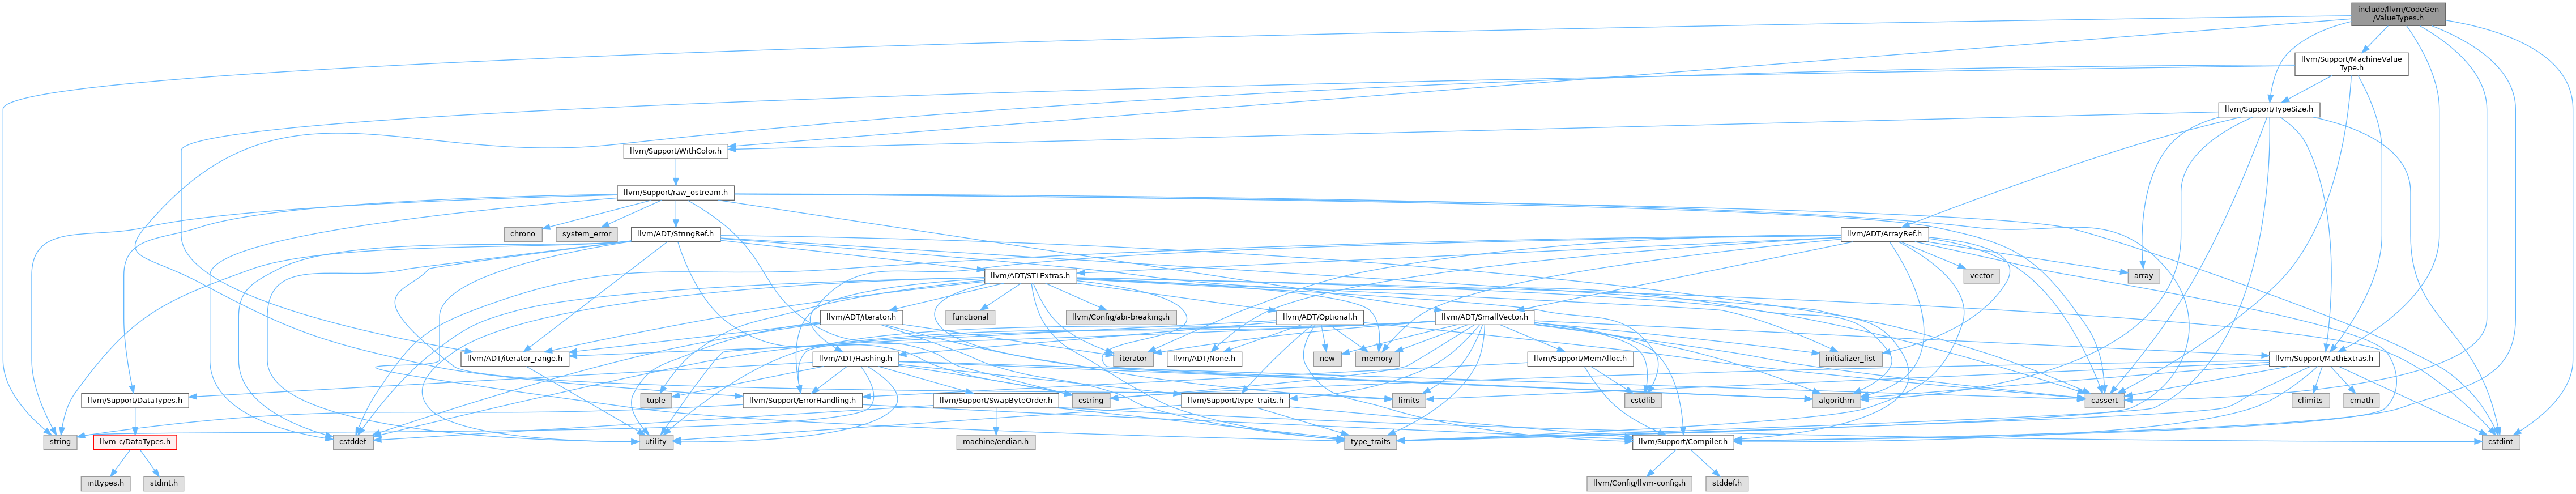 include/llvm/CodeGen
/ValueTypes.h
llvm/Support/MachineValue
Type.h
llvm/Support/TypeSize.h
llvm/Support/WithColor.h
llvm/Support/raw_ostream.h
chrono
system_error
llvm/ADT/StringRef.h
llvm/ADT/ArrayRef.h
llvm/ADT/STLExtras.h
vector
array
llvm/ADT/iterator.h
functional
llvm/Config/abi-breaking.h
llvm/ADT/Optional.h
llvm/ADT/SmallVector.h
llvm/ADT/iterator_range.h
llvm/ADT/Hashing.h
iterator
llvm/ADT/None.h
new
memory
llvm/Support/MemAlloc.h
initializer_list
llvm/Support/MathExtras.h
llvm/Support/DataTypes.h
tuple
llvm/Support/ErrorHandling.h
llvm/Support/SwapByteOrder.h
cstring
llvm/Support/type_traits.h
limits
cstdlib
algorithm
cassert
climits
cmath
string
llvm-c/DataTypes.h
cstddef
utility
machine/endian.h
type_traits
llvm/Support/Compiler.h
cstdint
inttypes.h
stdint.h
llvm/Config/llvm-config.h
stddef.h